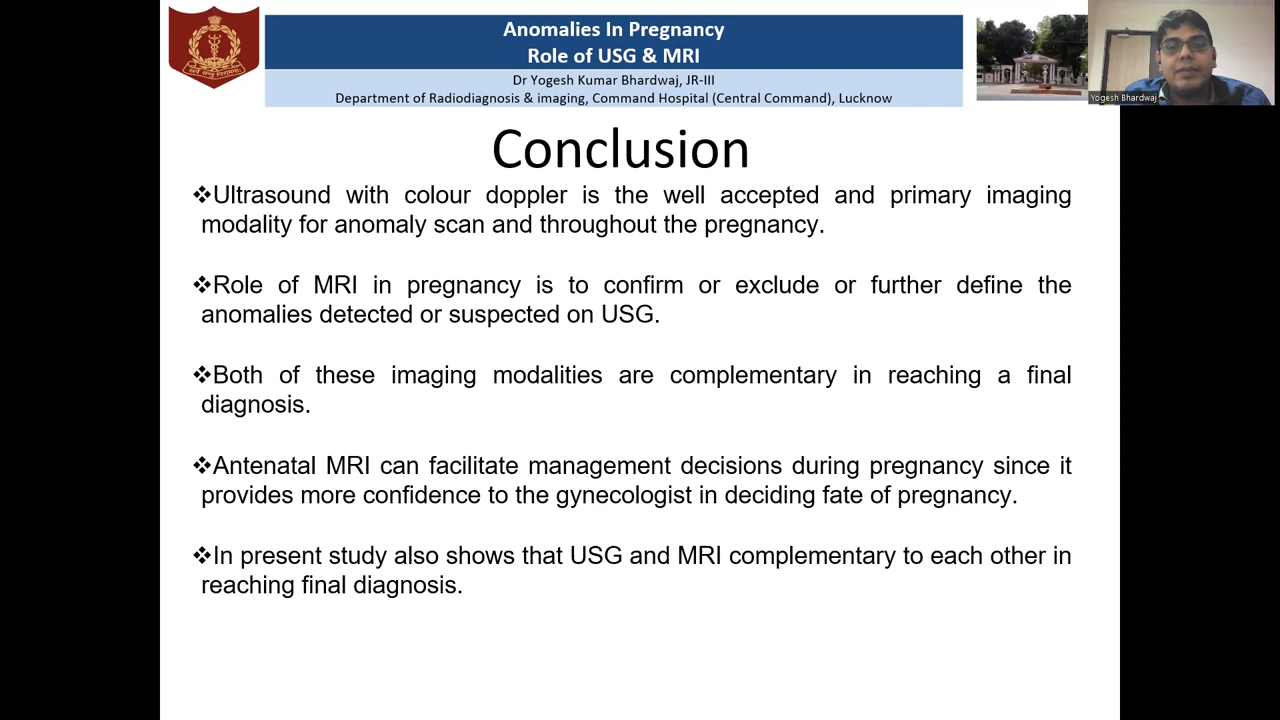 Anomalies In Pregnancy
Role of USG & MRI
Dr Yogesh Kumar Bhardwaj, JR-III
Department of Radiodiagnosis & imaging, Command Hospital (Central Command), Lucknow
Yogesh Bhardwaj
Conclusion
❖Ultrasound with colour doppler is the well accepted and primary imaging
modality for anomaly scan and throughout the pregnancy.
❖Role of MRI in pregnancy is to confirm or exclude or further define the
anomalies detected or suspected on USG.
❖Both of these imaging modalities are complementary in reaching a final
diagnosis.
❖Antenatal MRI can facilitate management decisions during pregnancy since it
provides more confidence to the gynecologist in deciding fate of pregnancy.
❖In present study also shows that USG and MRI complementary to each other in
reaching final diagnosis.